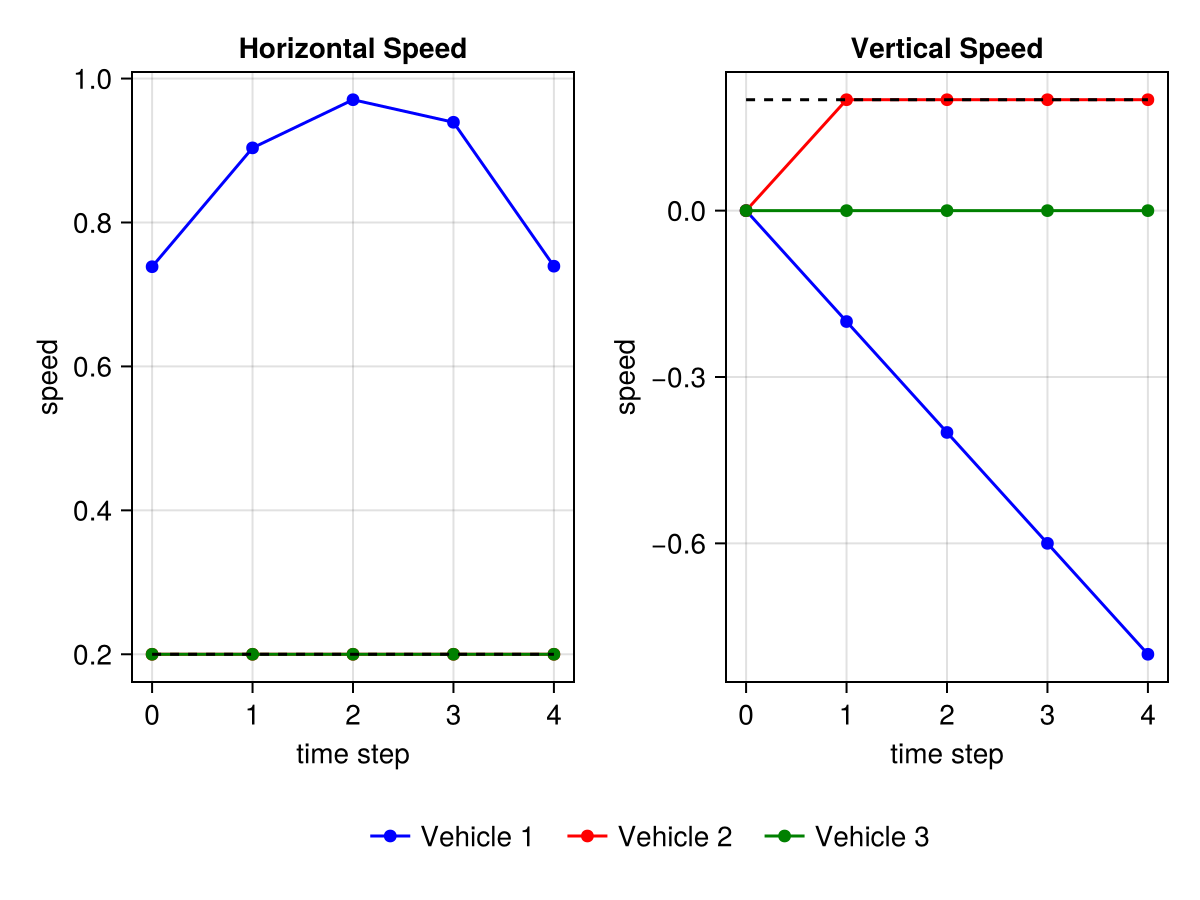 Horizontal Speed
1.0
0.8
0.6
0.4
0.2
speed
0 1 2 3 4
time step
Vertical Speed
0.0
−0.3
−0.6
speed
0 1 2 3 4
time step
Vehicle 1 Vehicle 2 Vehicle 3